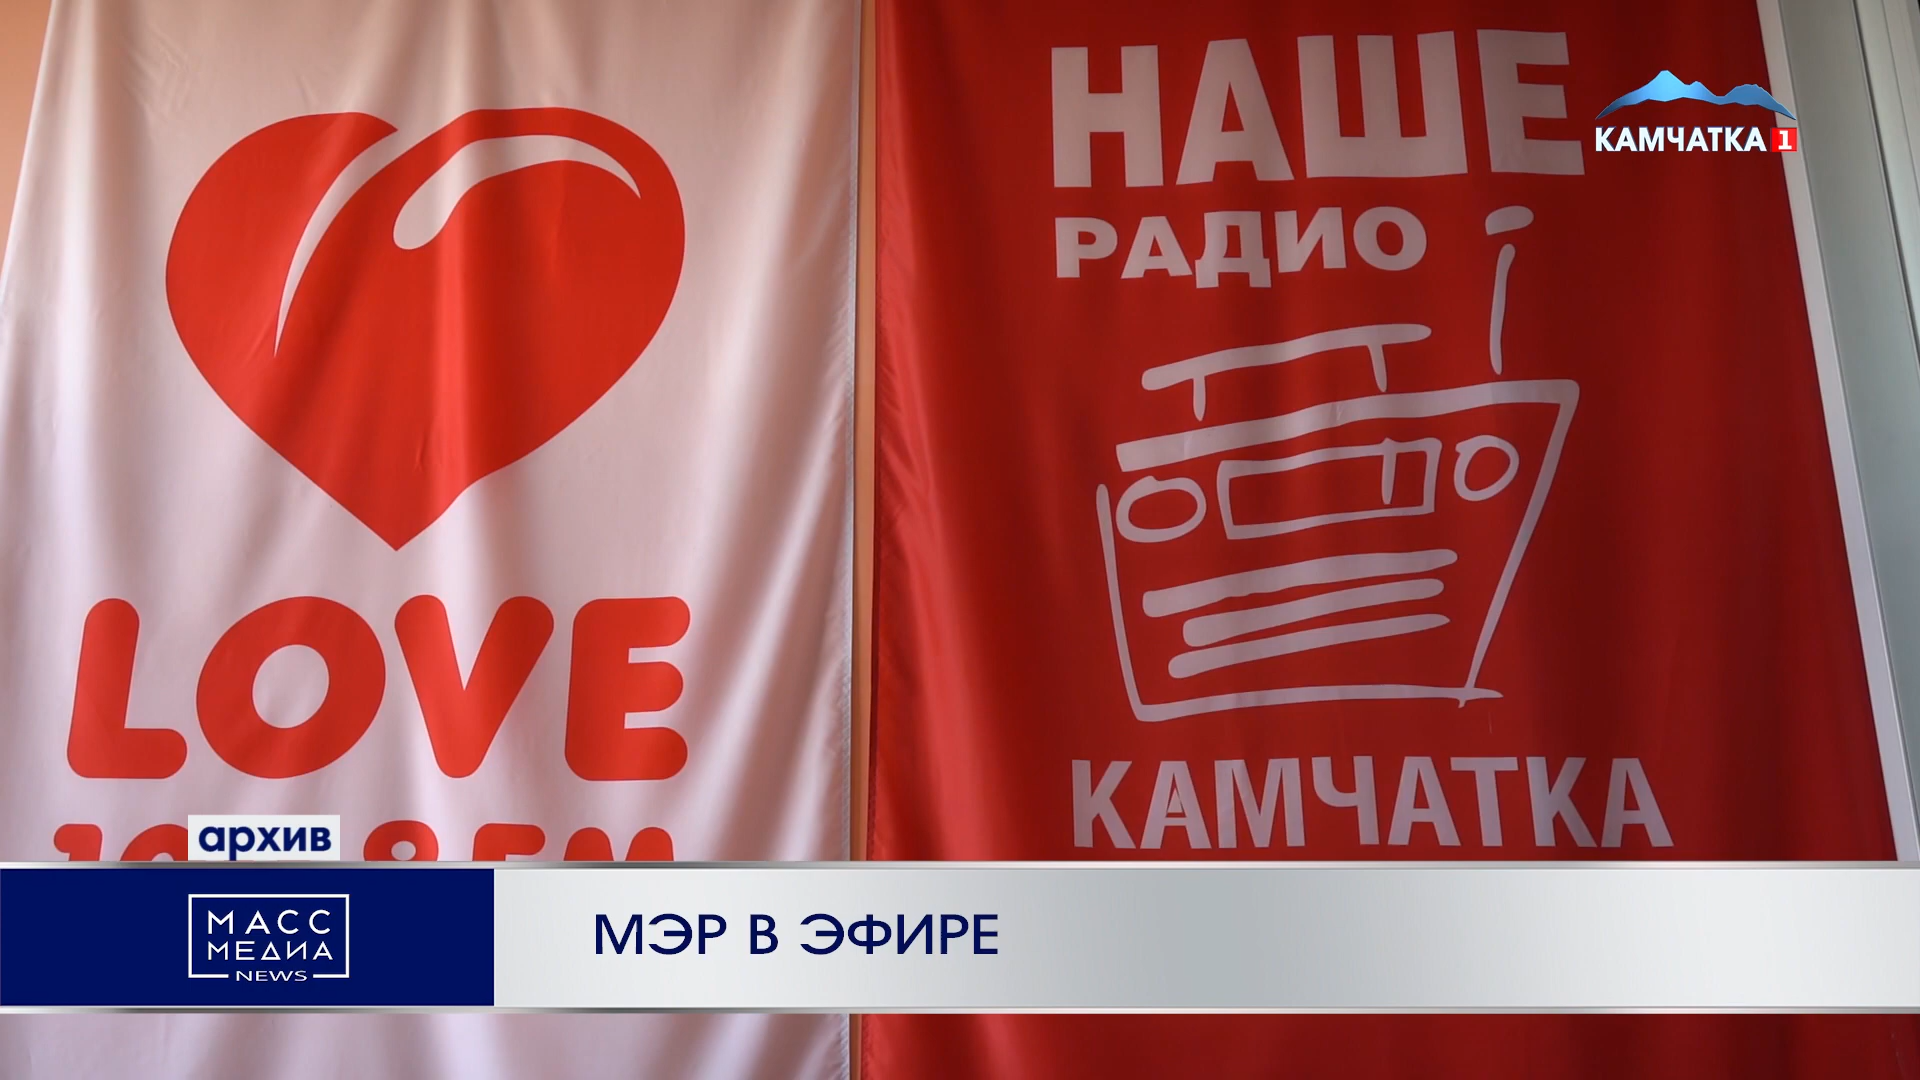 НАШЕ
РАДИО
КАМЧАТКА 1
LOVE
КАМЧАТКА
архив
МАСС
МЕДИА
NEWS
МЭР В ЭФИРЕ